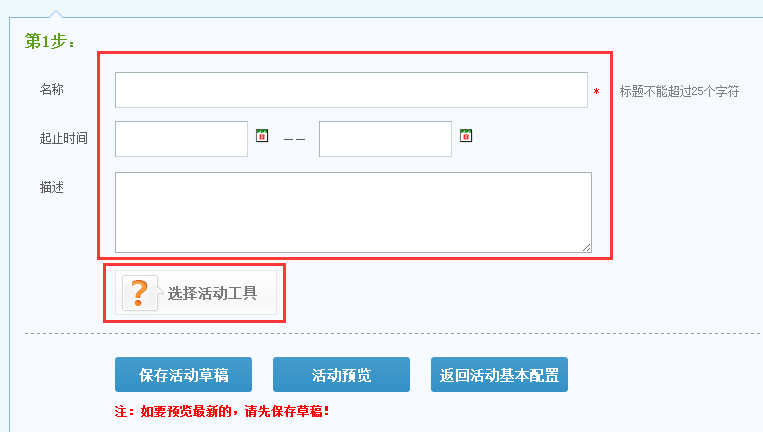 第1步：
名称 * 标题不能超过25个字符
起止时间 ——
描述
? 选择活动工具
保存活动草稿 活动预览 返回活动基本配置
注：如要预览最新的，请先保存草稿！